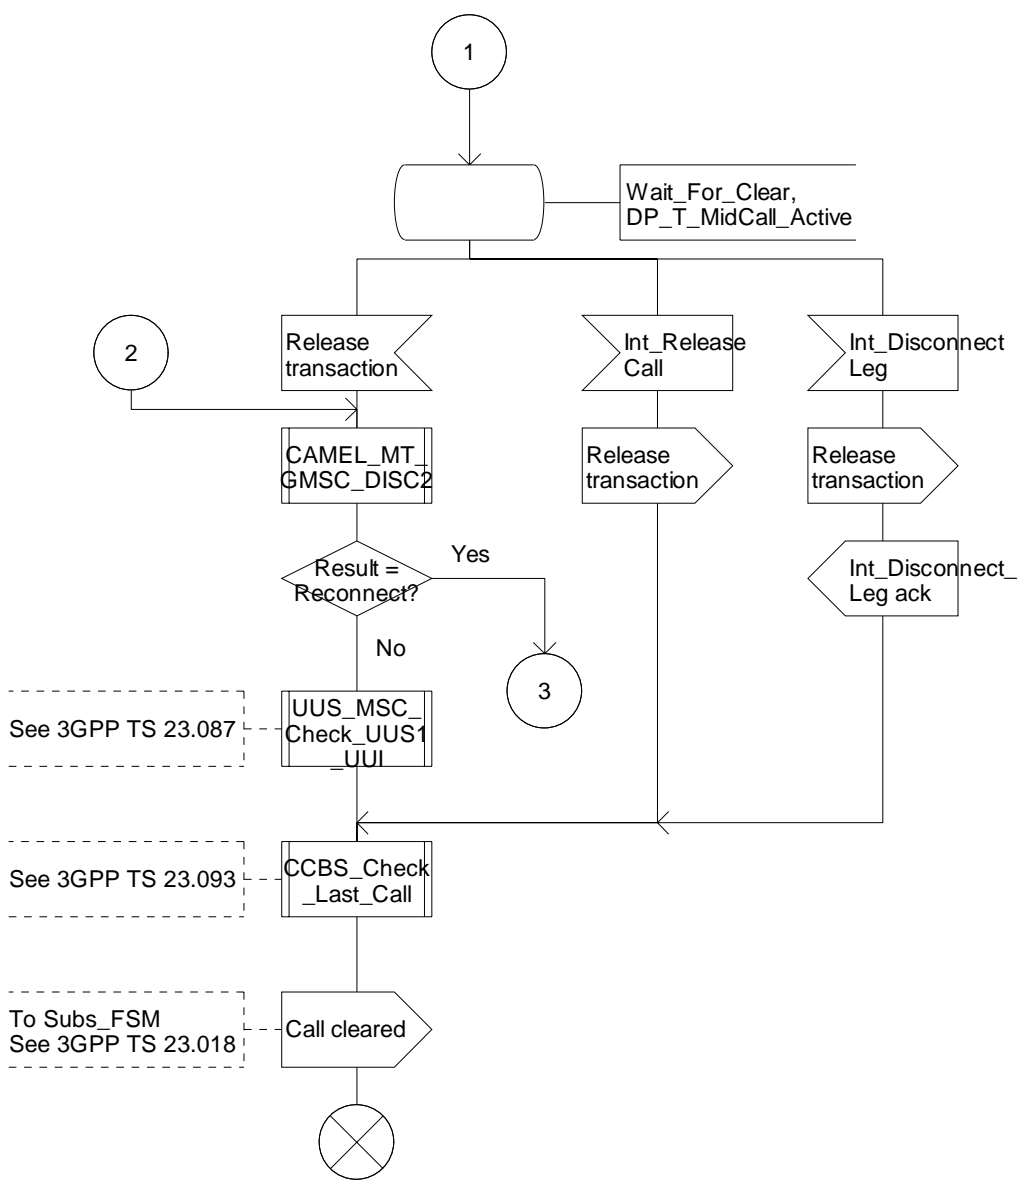 1
Wait_For_Clear,
DP_T_MidCall_Active
2
Release
transaction
Int_Release
Call
Int_Disconnect
Leg
CAMEL_MT_
GMSC_DISC2
Release
transaction
Release
transaction
Result =
Reconnect?
Yes
No
Int_Disconnect_
Leg ack
3
See 3GPP TS 23.087
UUS_MSC_
Check_UUS1
_UUI
See 3GPP TS 23.093
CCBS_Check
_Last_Call
To Subs_FSM
See 3GPP TS 23.018
Call cleared